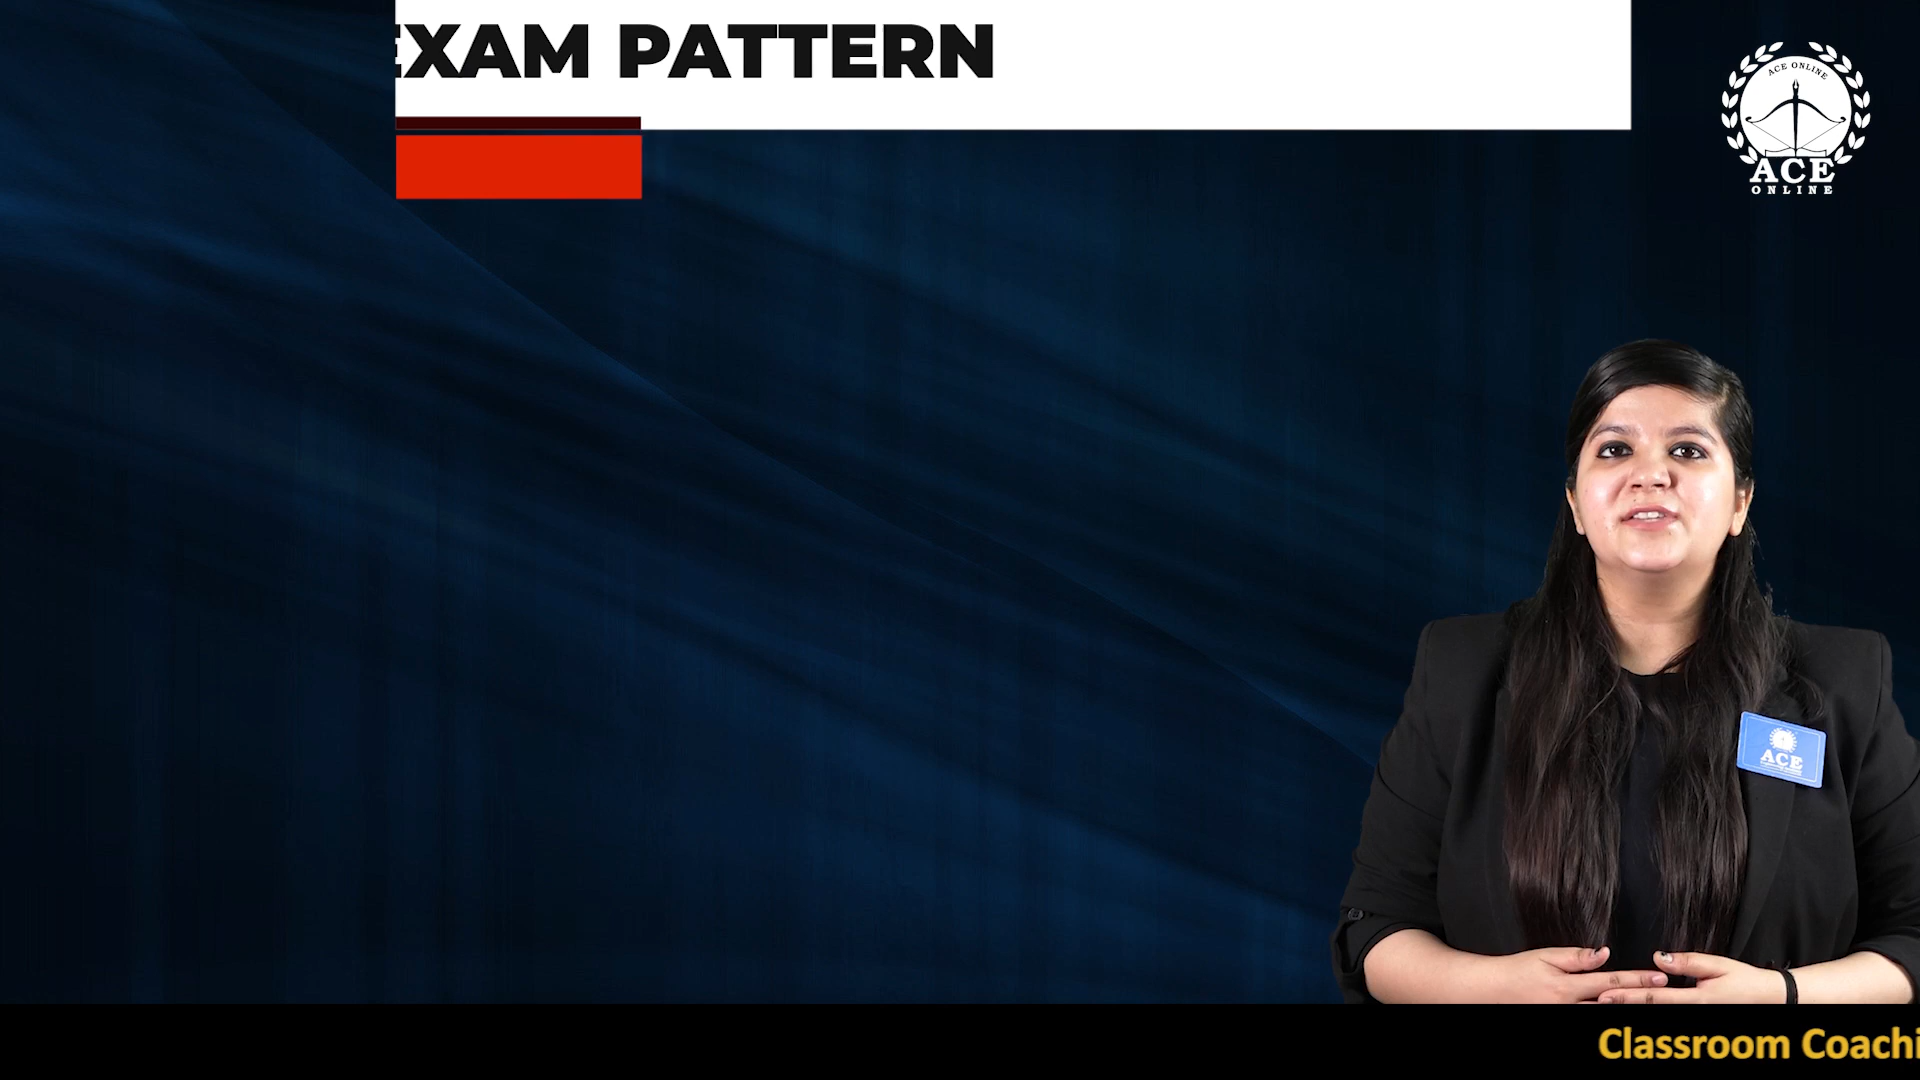 EXAM PATTERN
ACE ONLINE
ACE
ONLINE
ACE
Classroom Coachi